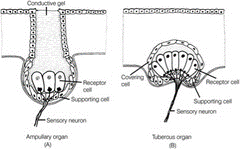 Conductive gel
Receptor
cell
Supporting cell
Sensory neuron
Ampullary organ
(A)
Covering
cell
Receptor
cell
Supporting
cell
Sensory neuron
Tuberous organ
(B)